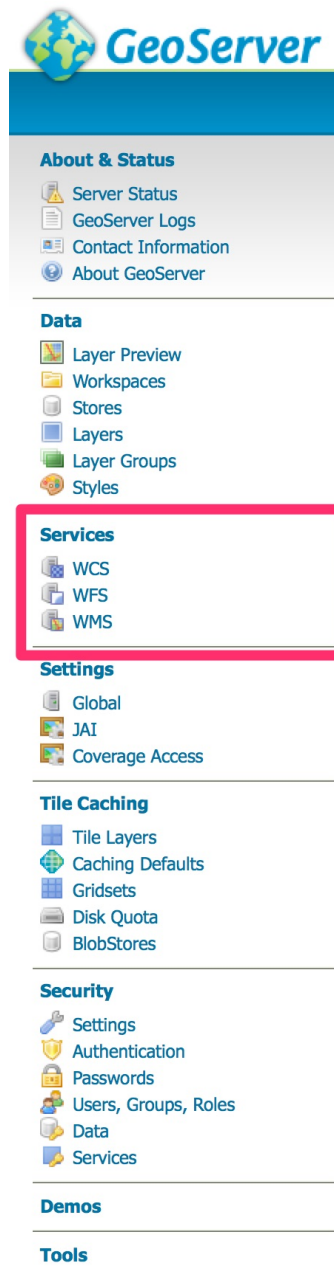 GeoServer
About & Status
Server Status
GeoServer Logs
Contact Information
About GeoServer
Data
Layer Preview
Workspaces
Stores
Layers
Layer Groups
Styles
Services
WCS
WFS
WMS
Settings
Global
JAI
Coverage Access
Tile Caching
Tile Layers
Caching Defaults
Gridsets
Disk Quota
BlobStores
Security
Settings
Authentication
Passwords
Users, Groups, Roles
Data
Services
Demos
Tools